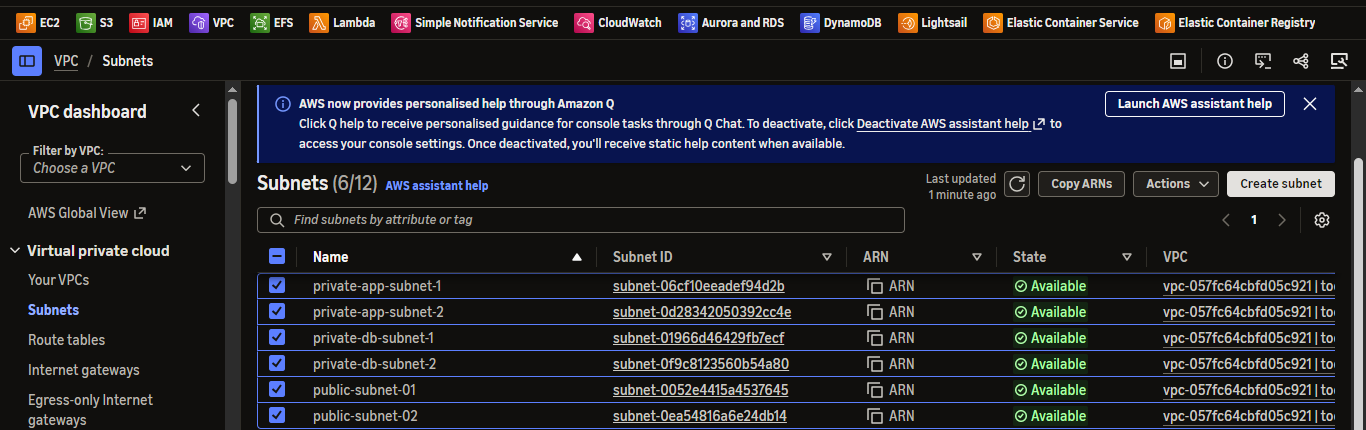 EC2 S3 IAM VPC EFS Lambda Simple Notification Service CloudWatch Aurora and RDS DynamoDB Lightsail Elastic Container Service Elastic Container Registry
VPC / Subnets
VPC dashboard
Filter by VPC:
Choose a VPC
AWS Global View
Virtual private cloud
Your VPCs
Subnets
Route tables
Internet gateways
Egress-only Internet
gateways
AWS now provides personalised help through Amazon Q
Click Q help to receive personalised guidance for console tasks through Q Chat. To deactivate, click Deactivate AWS assistant help to
access your console settings. Once deactivated, you'll receive static help content when available.
Launch AWS assistant help
Subnets (6/12) AWS assistant help
Last updated
1 minute ago
Copy ARNs
Actions
Create subnet
Find subnets by attribute or tag
1
Name Subnet ID ARN State VPC
private-app-subnet-1 subnet-06cf10eeadef94d2b ARN Available vpc-057fc64cbfd05c921 | to
private-app-subnet-2 subnet-0d28342050392cc4e ARN Available vpc-057fc64cbfd05c921 | to
private-db-subnet-1 subnet-01966d46429fb7ecf ARN Available vpc-057fc64cbfd05c921 | to
private-db-subnet-2 subnet-0f9c8123560b54a80 ARN Available vpc-057fc64cbfd05c921 | to
public-subnet-01 subnet-0052e4415a4537645 ARN Available vpc-057fc64cbfd05c921 | to
public-subnet-02 subnet-0ea54816a6e24db14 ARN Available vpc-057fc64cbfd05c921 | to